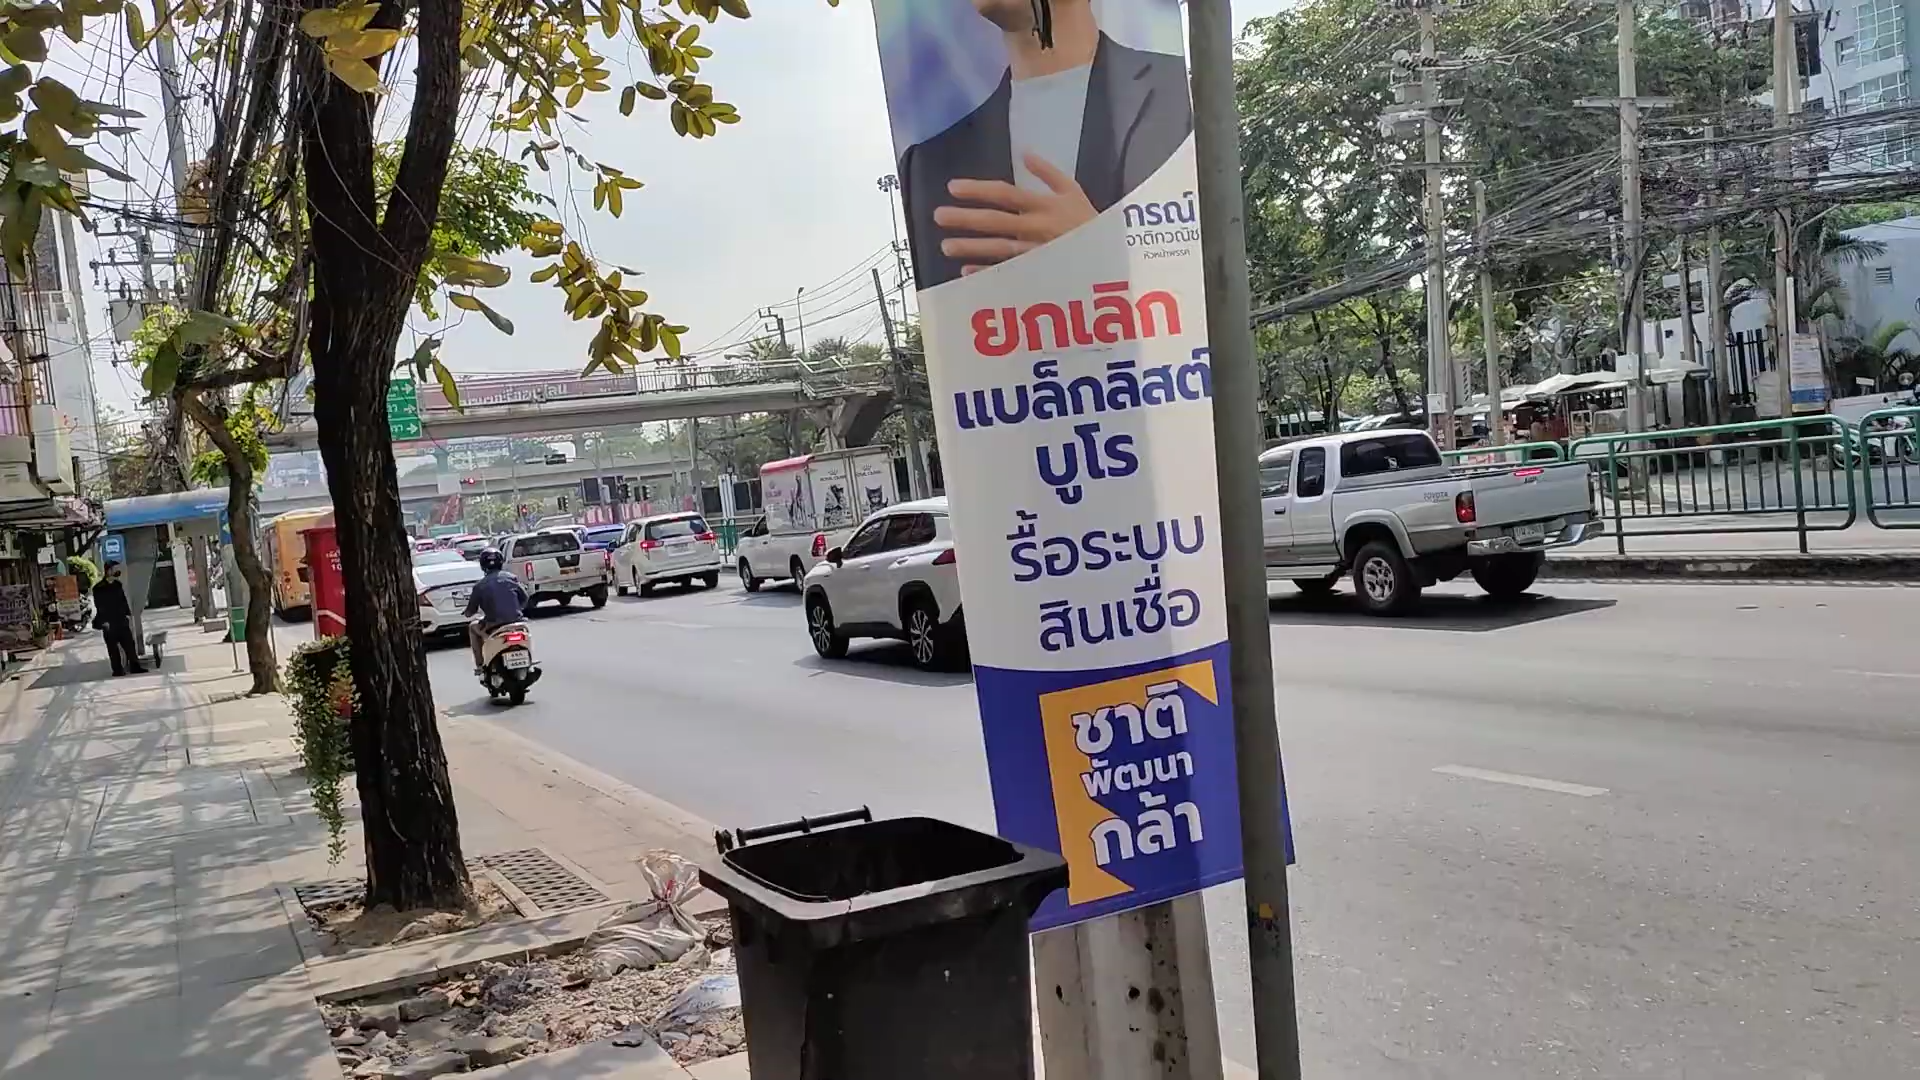 กรณ์
จาติกวณิช
หัวหน้าพรรค
ยกเลิก
แบล็กลิสต์
บูโร
รื้อระบบ
สินเชื่อ
ชาติ
พัฒนา
กล้า
TOYOTA